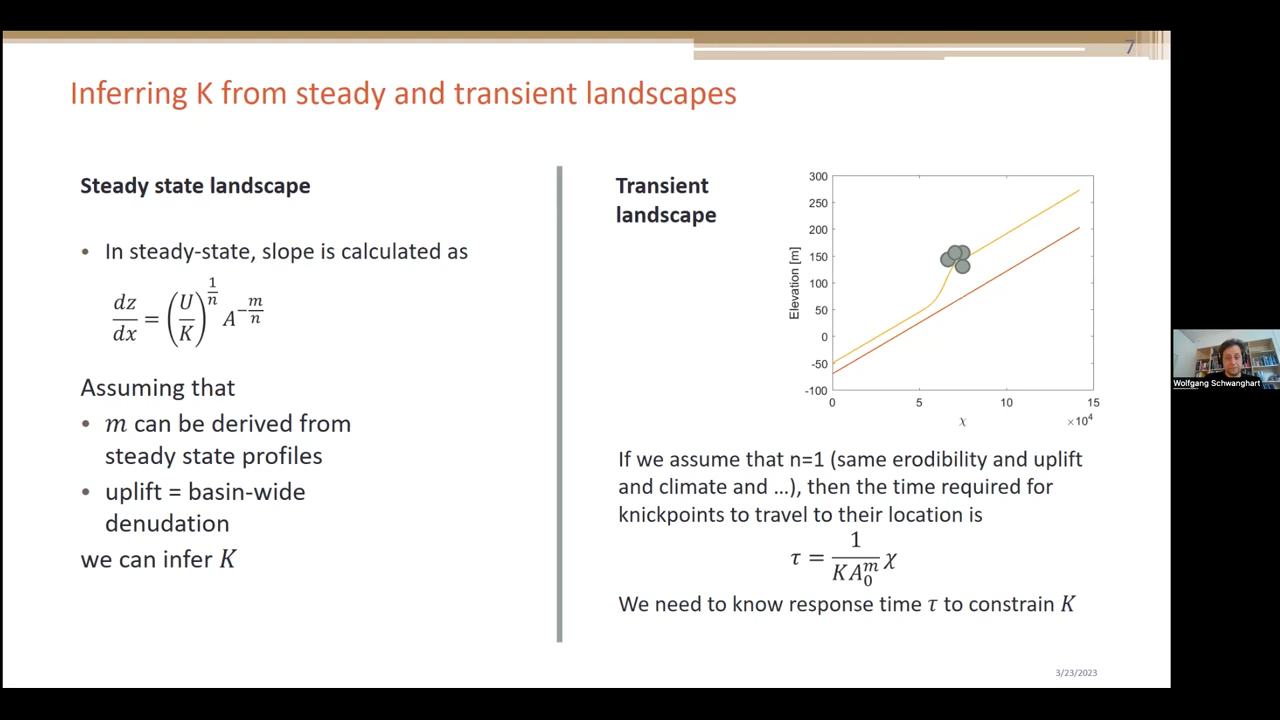 7
Inferring K from steady and transient landscapes
Steady state landscape
• In steady-state, slope is calculated as
dz/dx = (U/K)^(1/n) A^(-m/n)
Assuming that
• m can be derived from
steady state profiles
• uplift = basin-wide
denudation
we can infer K
Transient
landscape
300
250
200
150
100
50
0
-50
-100
Elevation [m]
0 5 10 15
χ
×10^4
If we assume that n=1 (same erodibility and uplift
and climate and …), then the time required for
knickpoints to travel to their location is
τ = 1/(K A_0^m) χ
We need to know response time τ to constrain K
3/23/2023
Wolfgang Schwanghart